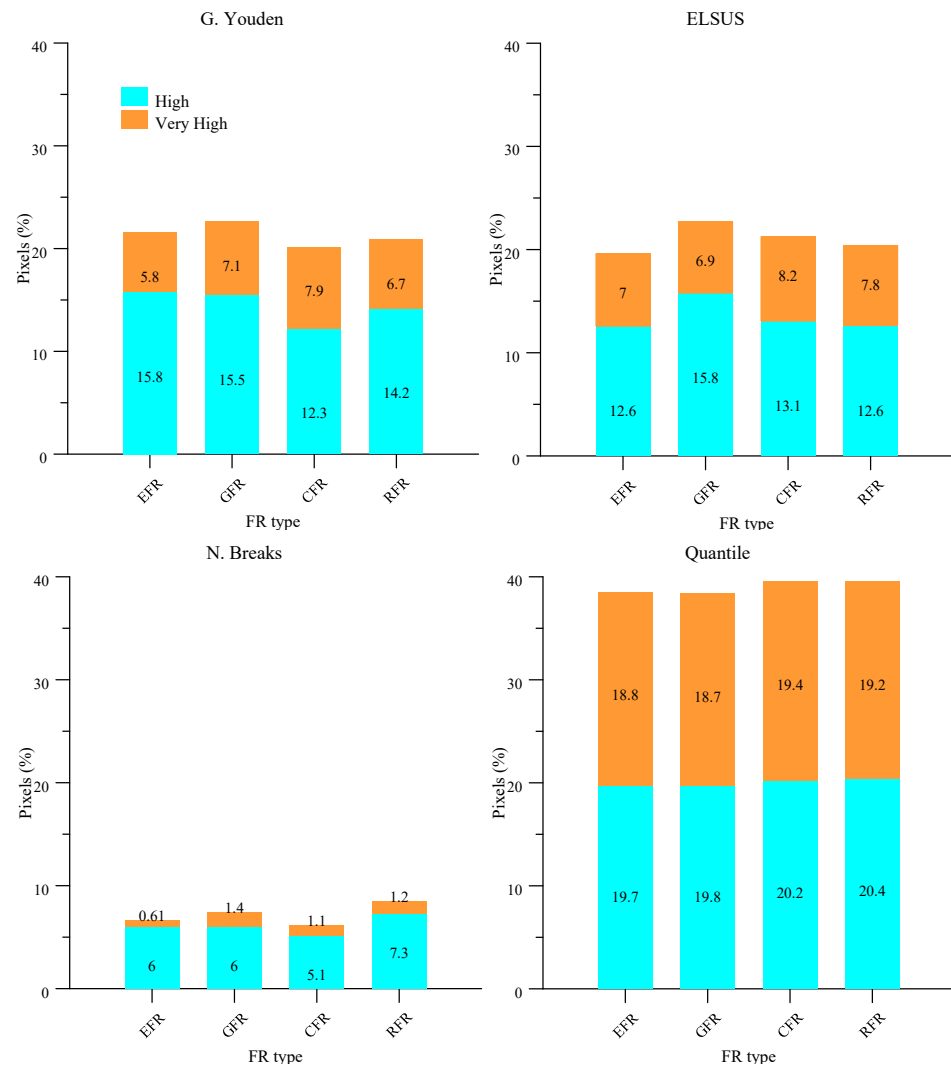 G. Youden
40
30
20
10
0
Pixels (%)
High
Very High
5.8
7.1
7.9
6.7
15.8
15.5
12.3
14.2
EFR
GFR
CFR
RFR
FR type
ELSUS
40
30
20
10
0
Pixels (%)
7
6.9
8.2
7.8
12.6
15.8
13.1
12.6
EFR
GFR
CFR
RFR
FR type
N. Breaks
40
30
20
10
0
Pixels (%)
0.61
1.4
1.1
1.2
6
6
5.1
7.3
EFR
GFR
CFR
RFR
FR type
Quantile
40
30
20
10
0
Pixels (%)
18.8
18.7
19.4
19.2
19.7
19.8
20.2
20.4
EFR
GFR
CFR
RFR
FR type